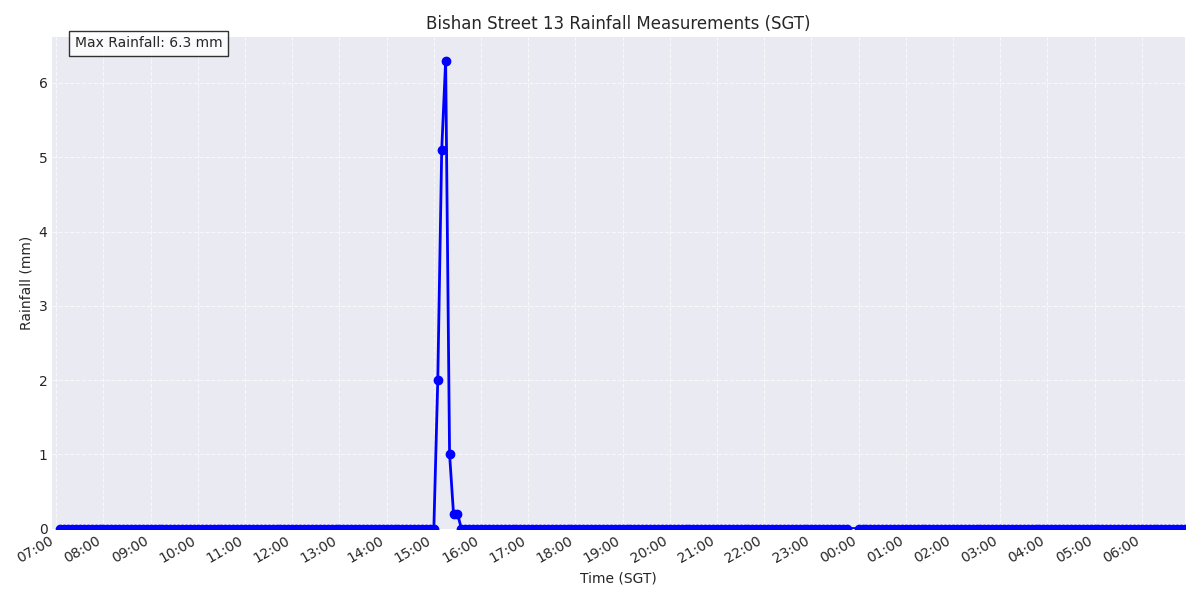 Bishan Street 13 Rainfall Measurements (SGT)
Max Rainfall: 6.3 mm
6
5
4
3
2
1
0
Rainfall (mm)
07:00 08:00 09:00 10:00 11:00 12:00 13:00 14:00 15:00 16:00 17:00 18:00 19:00 20:00 21:00 22:00 23:00 00:00 01:00 02:00 03:00 04:00 05:00 06:00
Time (SGT)